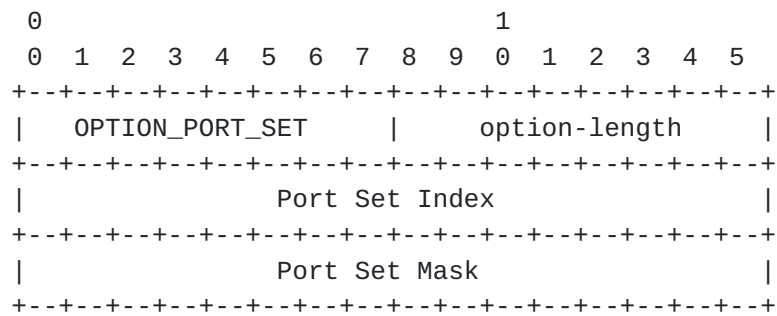 0 1
0 1 2 3 4 5 6 7 8 9 0 1 2 3 4 5
+--+--+--+--+--+--+--+--+--+--+--+--+--+--+--+--+
| OPTION_PORT_SET | option-length |
+--+--+--+--+--+--+--+--+--+--+--+--+--+--+--+--+
| Port Set Index |
+--+--+--+--+--+--+--+--+--+--+--+--+--+--+--+--+
| Port Set Mask |
+--+--+--+--+--+--+--+--+--+--+--+--+--+--+--+--+